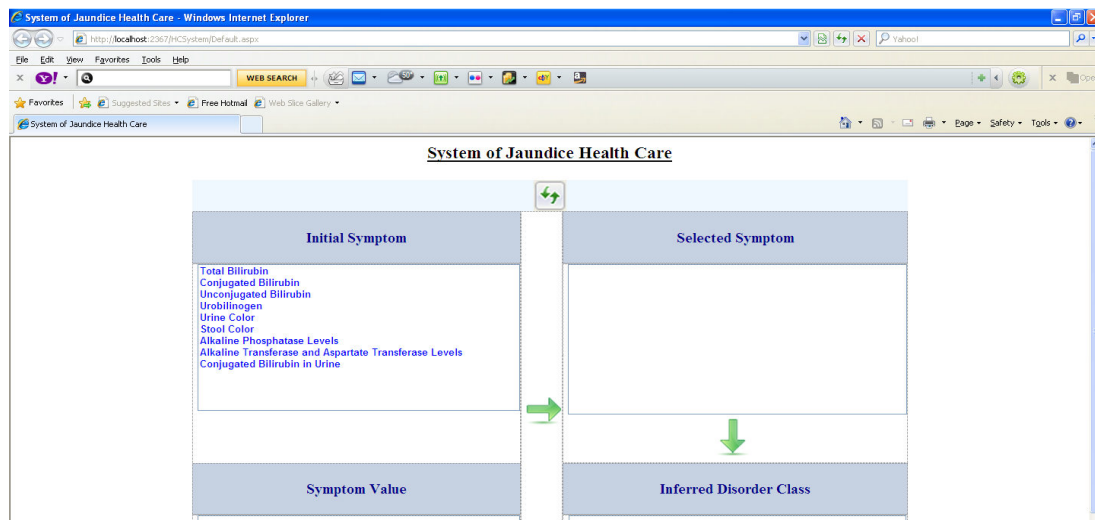 System of Jaundice Health Care - Windows Internet Explorer
http://localhost:2367/HCSystem/Default.aspx
Yahoo!
File Edit View Favorites Tools Help
Y! WEB SEARCH
Favorites Suggested Sites Free Hotmail Web Slice Gallery
System of Jaundice Health Care Page Safety Tools
System of Jaundice Health Care
Initial Symptom
Selected Symptom
Total Bilirubin
Conjugated Bilirubin
Unconjugated Bilirubin
Urobilinogen
Urine Color
Stool Color
Alkaline Phosphatase Levels
Alkaline Transferase and Aspartate Transferase Levels
Conjugated Bilirubin in Urine
Symptom Value
Inferred Disorder Class